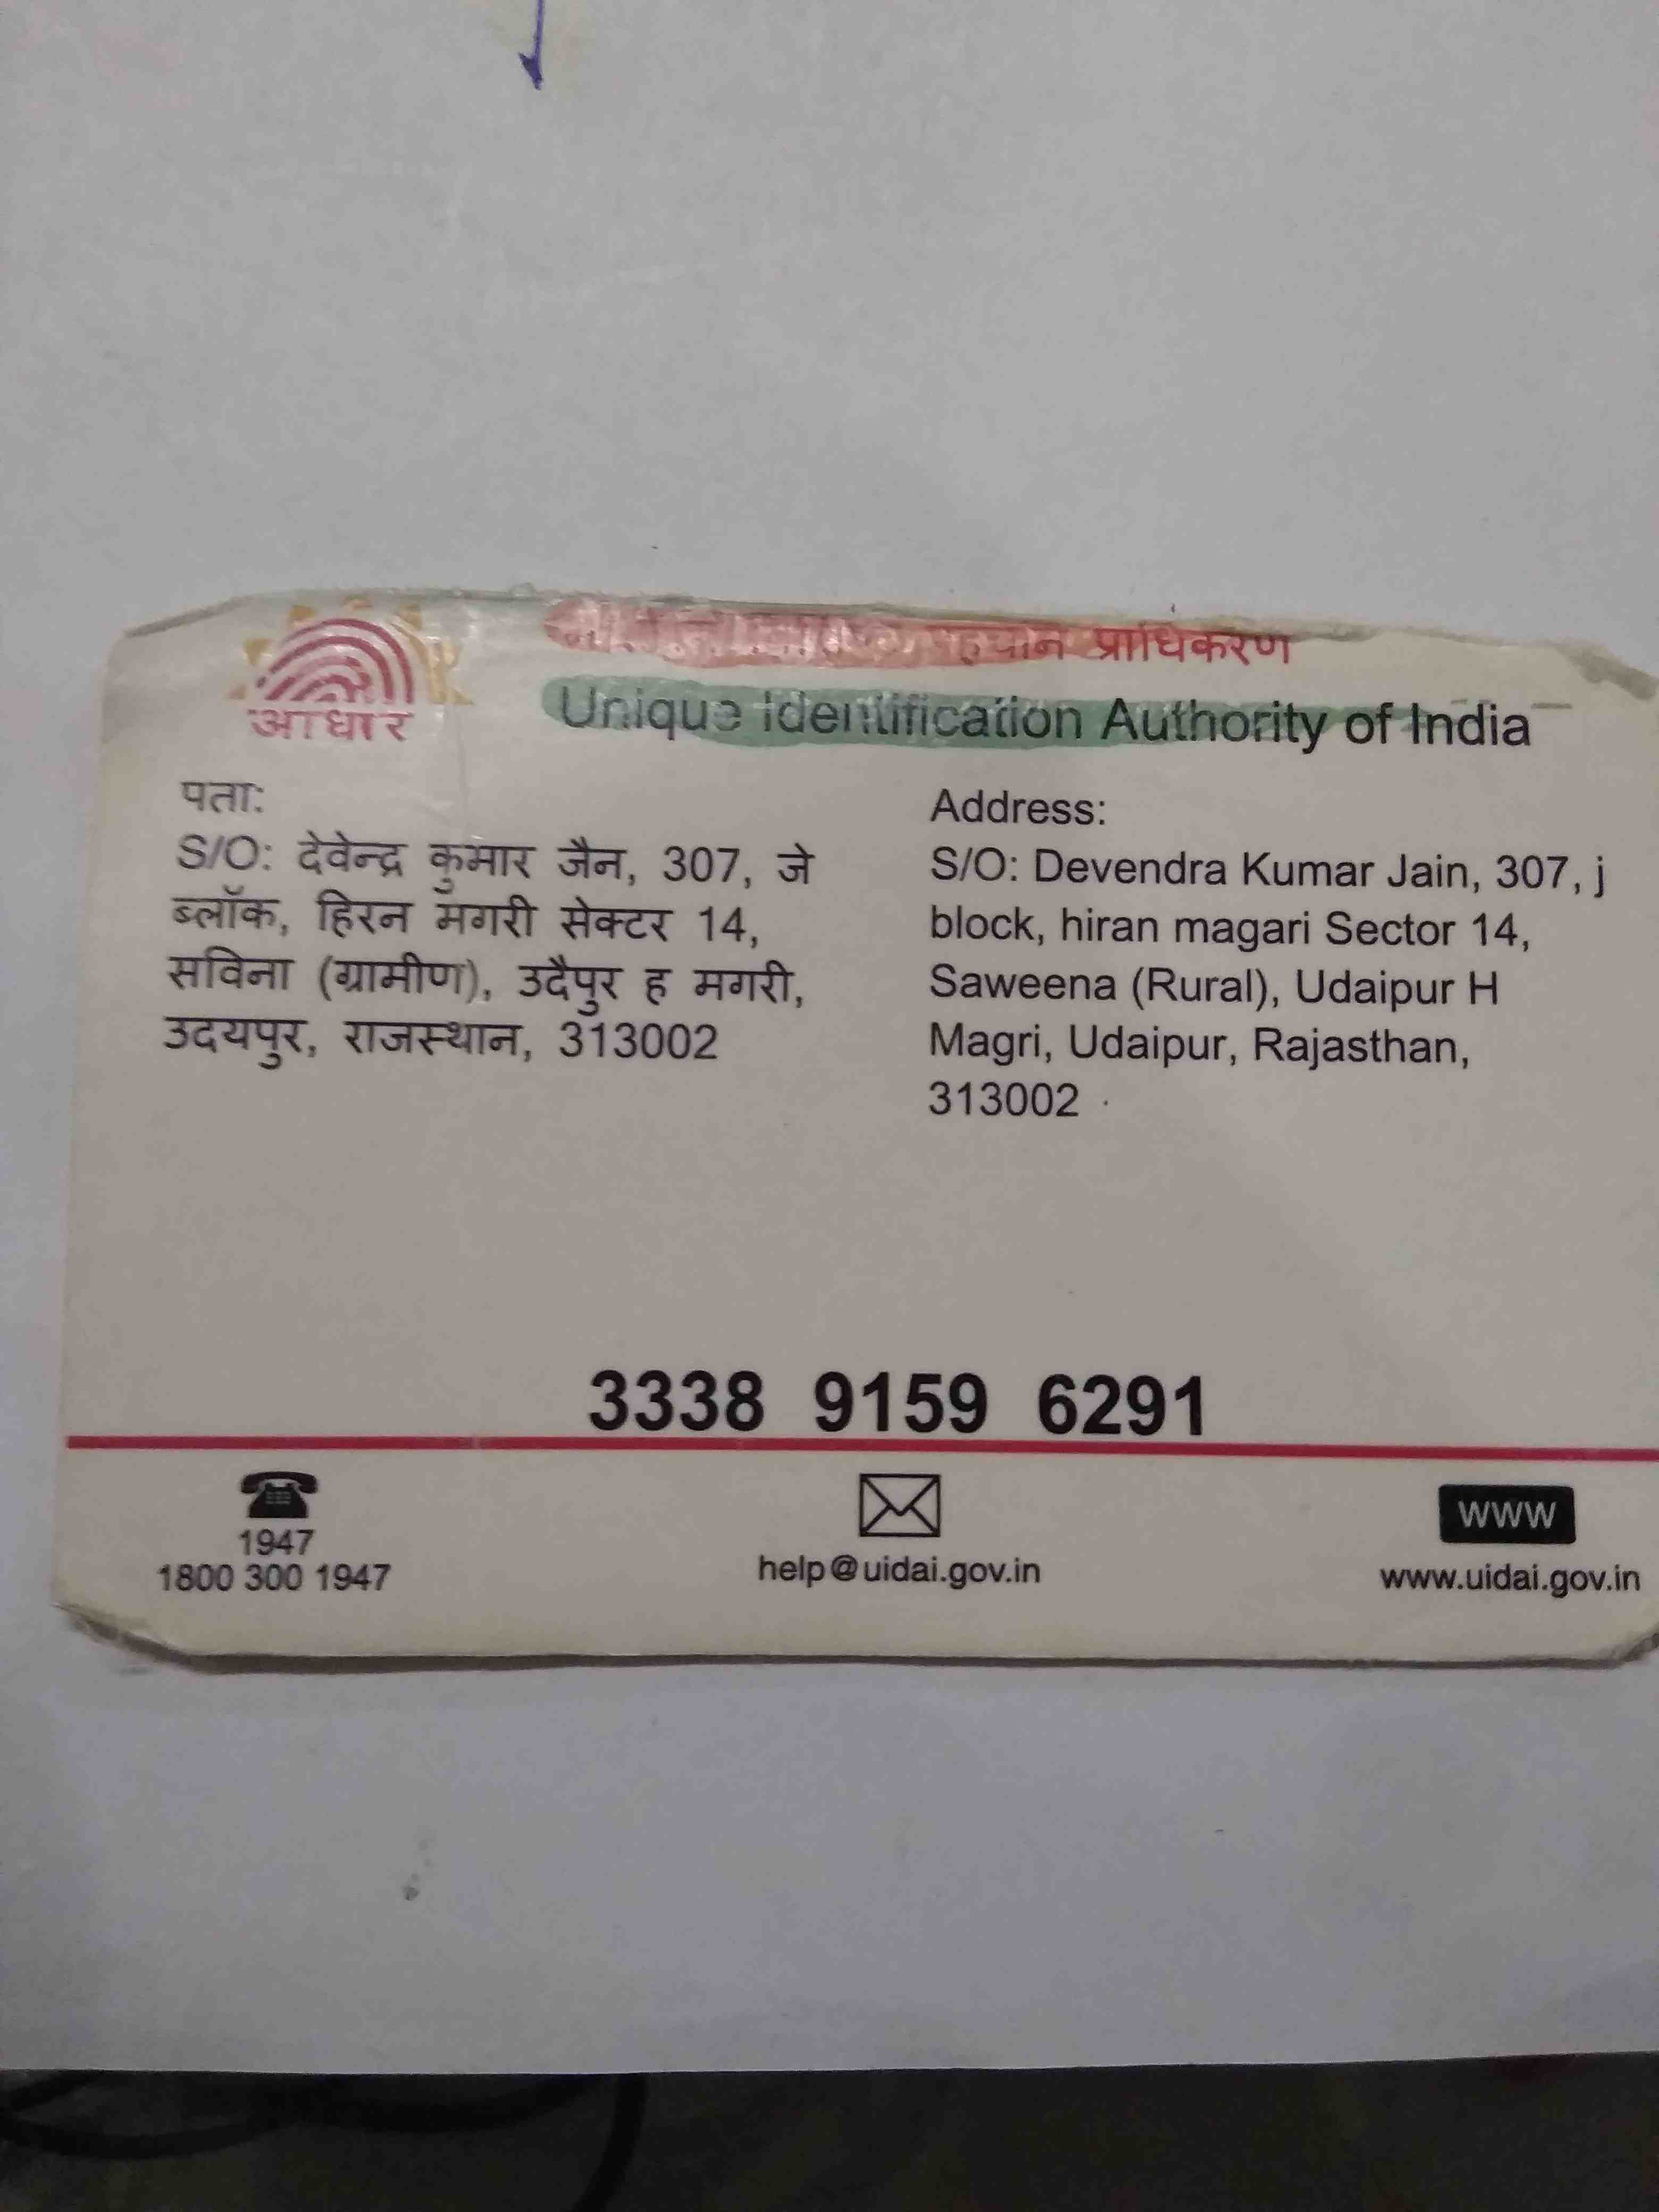 आधार
पहचान प्राधिकरण
Unique Identification Authority of India
पता:
S/O: देवेन्द्र कुमार जैन, 307, जे
ब्लॉक, हिरन मगरी सेक्टर 14,
सविना (ग्रामीण), उदैपुर ह मगरी,
उदयपुर, राजस्थान, 313002
Address:
S/O: Devendra Kumar Jain, 307, j
block, hiran magari Sector 14,
Saweena (Rural), Udaipur H
Magri, Udaipur, Rajasthan,
313002
3338 9159 6291
1947
1800 300 1947
help@uidai.gov.in
www
www.uidai.gov.in